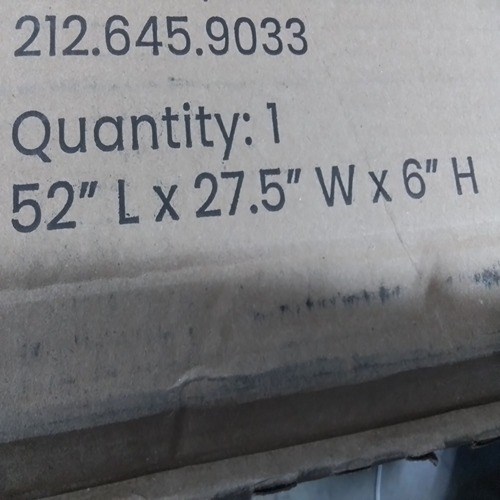 212.645.9033
Quantity: 1
52" L x 27.5" W x 6" H